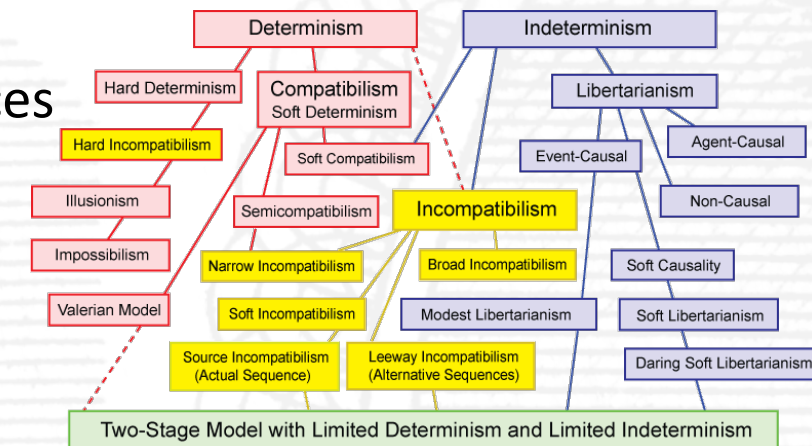 Determinism
Indeterminism
Hard Determinism
Compatibilism
Soft Determinism
Libertarianism
Hard Incompatibilism
Soft Compatibilism
Event-Causal
Agent-Causal
Illusionism
Semicompatibilism
Incompatibilism
Non-Causal
Impossibilism
Narrow Incompatibilism
Broad Incompatibilism
Soft Causality
Valerian Model
Soft Incompatibilism
Modest Libertarianism
Soft Libertarianism
Source Incompatibilism
(Actual Sequence)
Leeway Incompatibilism
(Alternative Sequences)
Daring Soft Libertarianism
Two-Stage Model with Limited Determinism and Limited Indeterminism